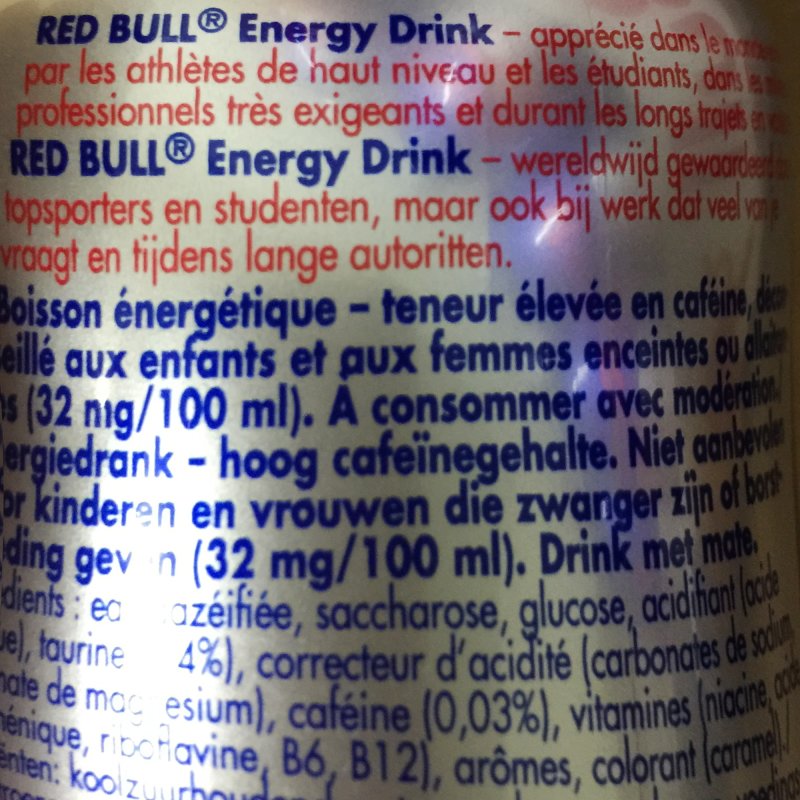 RED BULL® Energy Drink – apprécié dans le
par les athlètes de haut niveau et les étudiants, dans
professionnels très exigeants et durant les longs trajets en
RED BULL® Energy Drink – wereldwijd gewaardeerd
topsporters en studenten, maar ook bij werk dat veel van je
vraagt en tijdens lange autoritten.
Boisson énergétique – teneur élevée en caféine,
eillé aux enfants et aux femmes enceintes ou
(32 mg/100 ml). À consommer avec modération.
ergiedrank – hoog cafeïnegehalte. Niet aanbevolen
or kinderen en vrouwen die zwanger zijn of borst-
ding geven (32 mg/100 ml). Drink met mate.
dients : azéifiée, saccharose, glucose, acidifiant (acide
taurine 4%), correcteur d'acidité (carbonates de sodium,
nate de magnesium), caféine (0,03%), vitamines (niacine,
riboflavine, B6, B12), arômes, colorant (caramel). /
koolzuurhoudend